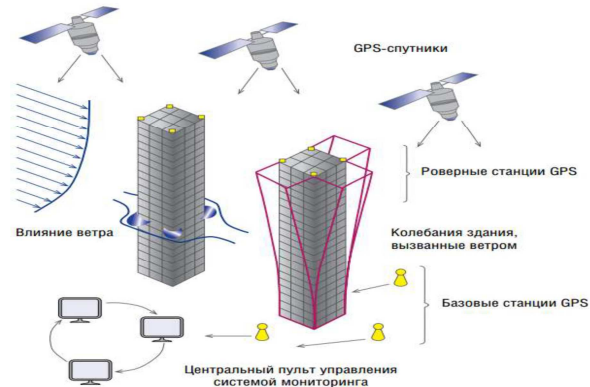 GPS-спутники
Роверные станции GPS
Влияние ветра
Колебания здания,
вызванные ветром
Базовые станции GPS
Центральный пульт управления
системой мониторинга